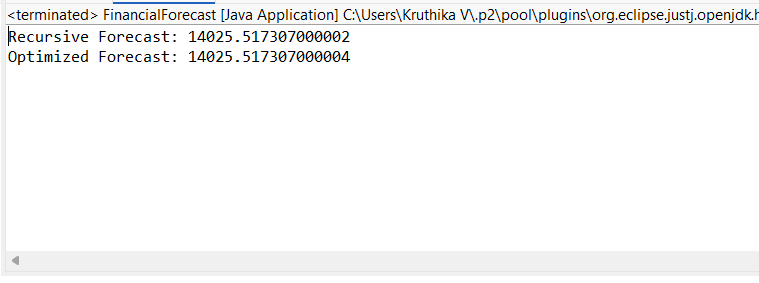 <terminated> FinancialForecast [Java Application] C:\Users\Kruthika V\.p2\pool\plugins\org.eclipse.justj.openjdk.h
Recursive Forecast: 14025.517307000002
Optimized Forecast: 14025.517307000004